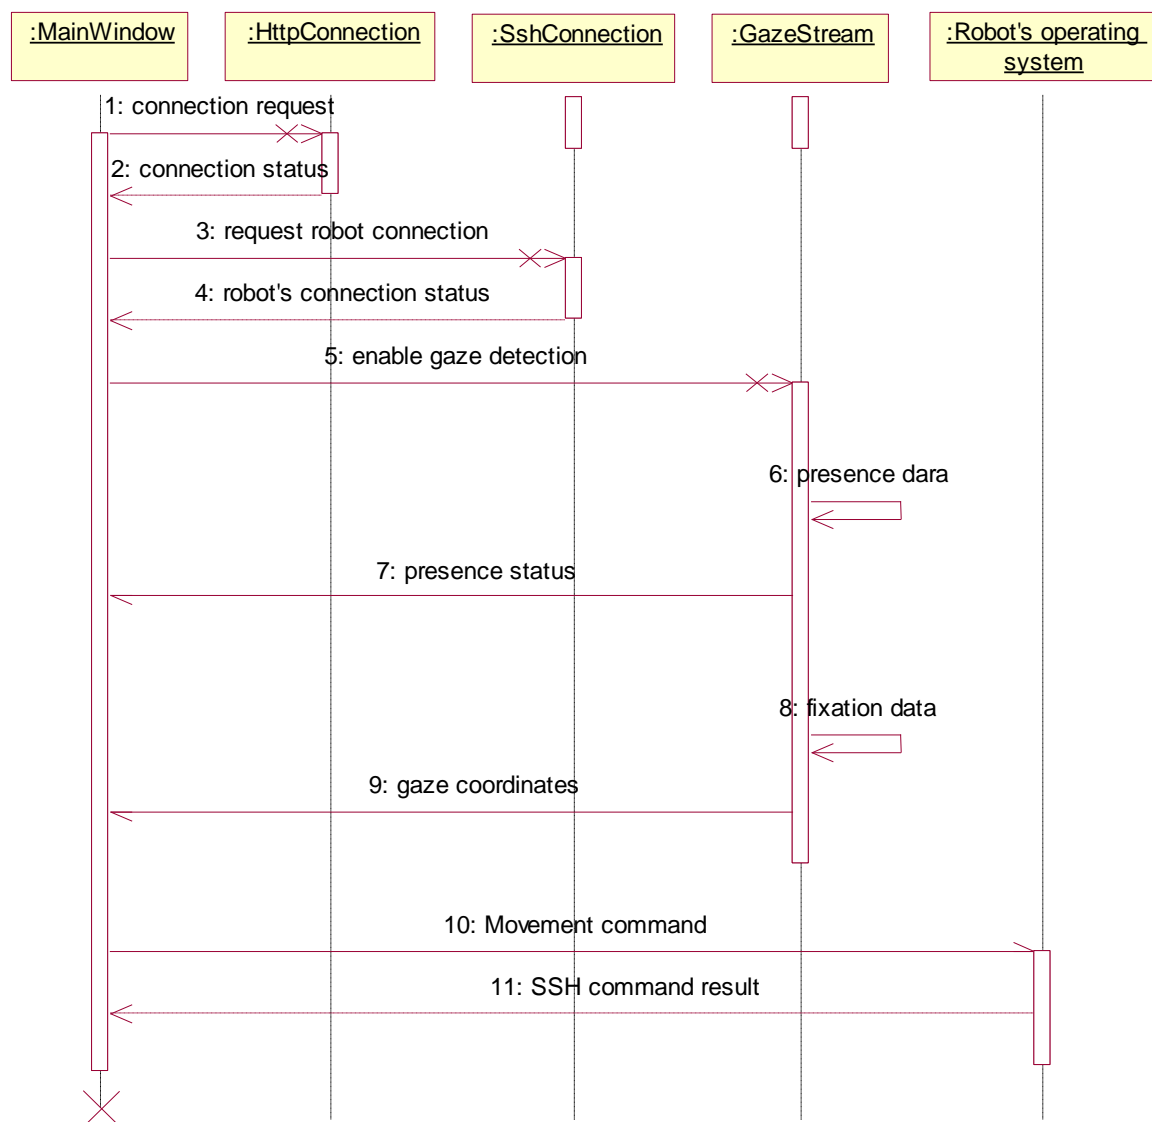 :MainWindow
:HttpConnection
:SshConnection
:GazeStream
:Robot's operating
system
1: connection request
2: connection status
3: request robot connection
4: robot's connection status
5: enable gaze detection
6: presence dara
7: presence status
8: fixation data
9: gaze coordinates
10: Movement command
11: SSH command result